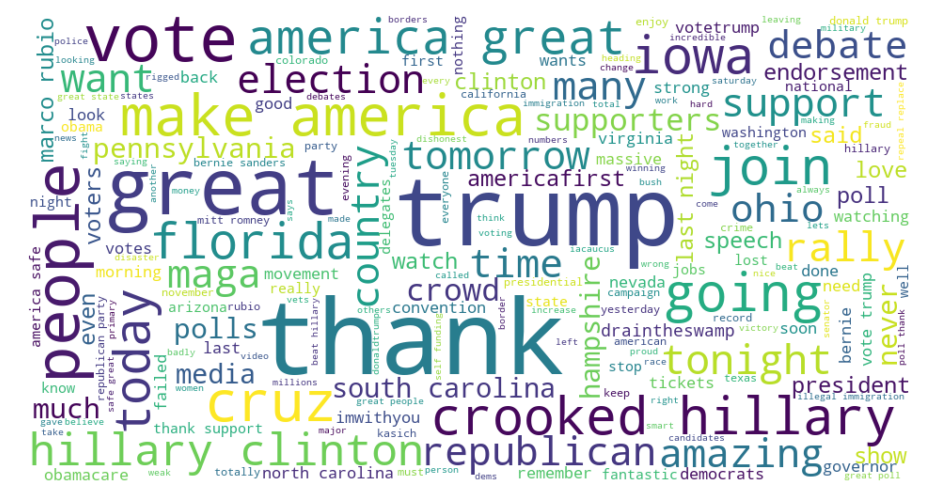 marco rubio
police
borders
vote
america great
nothing
iowa
votetrump
incredible
enjoy
leaving
donald trump
military
debate
looking
want
rigged
back
colorado
first
wants
heading
change
every
saturday
endorsement
great state
states
election
clinton
california
many
strong
national
look
good
debates
immigration
total
work
hard
making
support
obama
make america
supporters
washington
said
fraud
repeal replace
news
fight
pennsylvania
party
numbers
virginia
together
hillary
saying
bernie sanders
dishonest
tomorrow
massive
join
love
people
voters
night
great
another
evening
country
delegates
tuesday
americafirst
winning
bush
last night
come
always
poll
money
mitt romney
everyone
trump
ohio
watching
votes
florida
says
made
think
voting
iacaucus
speech
crime
lets
rally
america safe
disaster
morning
maga
movement
watch
time
wrong
jobs
lost
nice
beat
done
well
even
november
really
others
called
crowd
presidential
hampshire
nevada
going
need
never
today
arizona
rubio
vets
convention
state
campaign
yesterday
border
increase
draintheswamp
soon
senator
republican party
safe great
primary
polls
beat hillary
donaldtrump
self funding
thank
american
record
victory
bernie
vote trump
poll thank
badly
last
video
left
proud
stop
race
tonight
failed
media
know
women
millions
cruz
south carolina
keep
tickets
texas
president
much
gave
believe
great people
imwithyou
right
illegal immigration
take
thank support
major
crooked hillary
smart
hillary clinton
kasich
republican
candidates
amazing
show
governor
obamacare
weak
totally
north carolina
must
person
dems
remember
fantastic
democrats
great poll